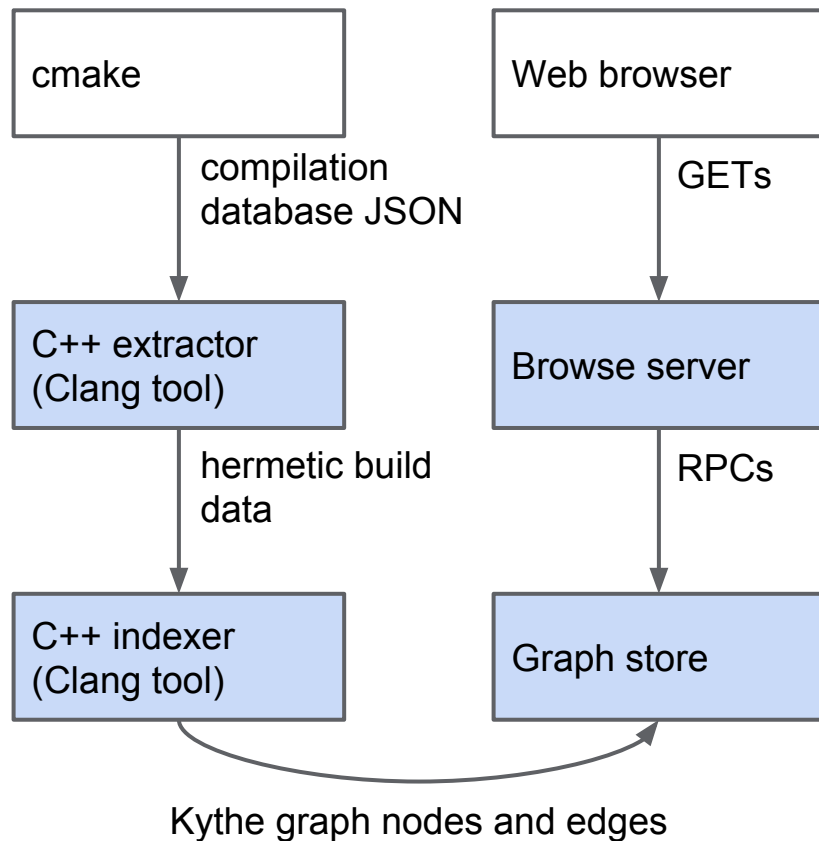 cmake
compilation
database JSON
C++ extractor
(Clang tool)
hermetic build
data
C++ indexer
(Clang tool)
Web browser
GETs
Browse server
RPCs
Graph store
Kythe graph nodes and edges